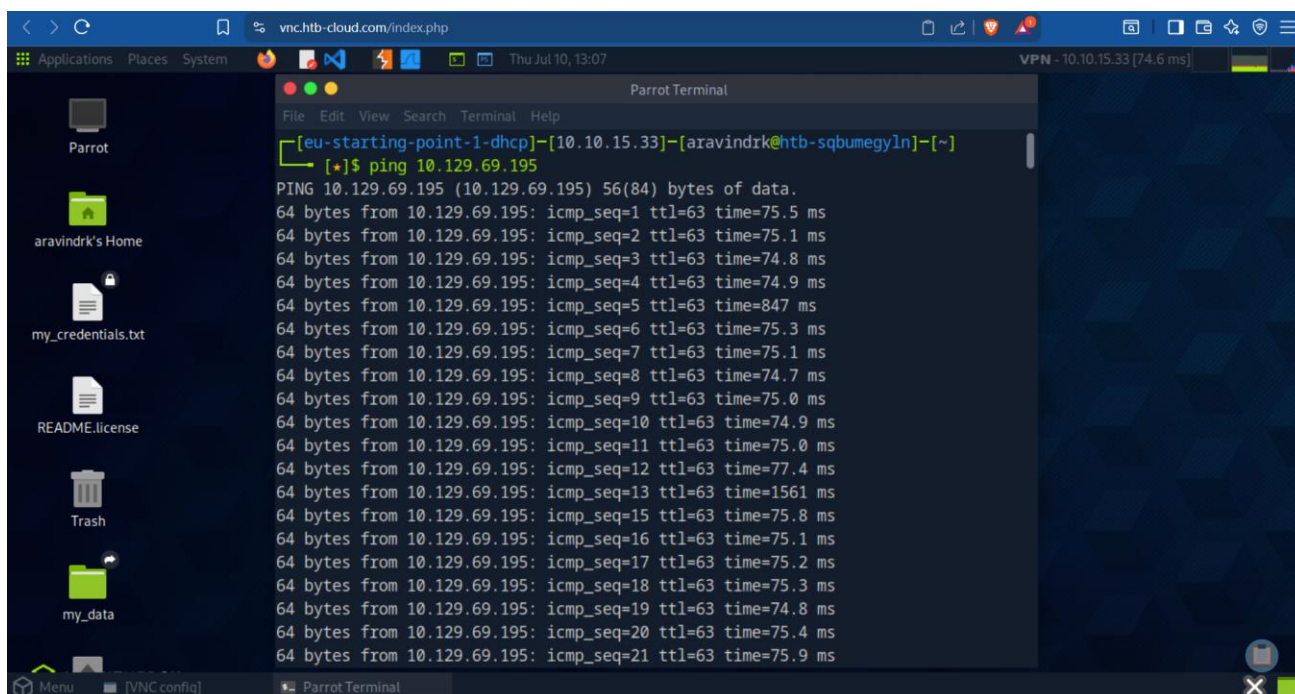 vnc.htb-cloud.com/index.php
Applications Places System
Thu Jul 10, 13:07
VPN - 10.10.15.33 [74.6 ms]
Parrot Terminal
File Edit View Search Terminal Help
Parrot
aravindrk's Home
my_credentials.txt
README.license
Trash
my_data
┌─[eu-starting-point-1-dhcp]─[10.10.15.33]─[aravindrk@htb-sqbumegyln]─[~]
└──╼ [★]$ ping 10.129.69.195
PING 10.129.69.195 (10.129.69.195) 56(84) bytes of data.
64 bytes from 10.129.69.195: icmp_seq=1 ttl=63 time=75.5 ms
64 bytes from 10.129.69.195: icmp_seq=2 ttl=63 time=75.1 ms
64 bytes from 10.129.69.195: icmp_seq=3 ttl=63 time=74.8 ms
64 bytes from 10.129.69.195: icmp_seq=4 ttl=63 time=74.9 ms
64 bytes from 10.129.69.195: icmp_seq=5 ttl=63 time=847 ms
64 bytes from 10.129.69.195: icmp_seq=6 ttl=63 time=75.3 ms
64 bytes from 10.129.69.195: icmp_seq=7 ttl=63 time=75.1 ms
64 bytes from 10.129.69.195: icmp_seq=8 ttl=63 time=74.7 ms
64 bytes from 10.129.69.195: icmp_seq=9 ttl=63 time=75.0 ms
64 bytes from 10.129.69.195: icmp_seq=10 ttl=63 time=74.9 ms
64 bytes from 10.129.69.195: icmp_seq=11 ttl=63 time=75.0 ms
64 bytes from 10.129.69.195: icmp_seq=12 ttl=63 time=77.4 ms
64 bytes from 10.129.69.195: icmp_seq=13 ttl=63 time=1561 ms
64 bytes from 10.129.69.195: icmp_seq=15 ttl=63 time=75.8 ms
64 bytes from 10.129.69.195: icmp_seq=16 ttl=63 time=75.1 ms
64 bytes from 10.129.69.195: icmp_seq=17 ttl=63 time=75.2 ms
64 bytes from 10.129.69.195: icmp_seq=18 ttl=63 time=75.3 ms
64 bytes from 10.129.69.195: icmp_seq=19 ttl=63 time=74.8 ms
64 bytes from 10.129.69.195: icmp_seq=20 ttl=63 time=75.4 ms
64 bytes from 10.129.69.195: icmp_seq=21 ttl=63 time=75.9 ms
Menu [VNC config] Parrot Terminal